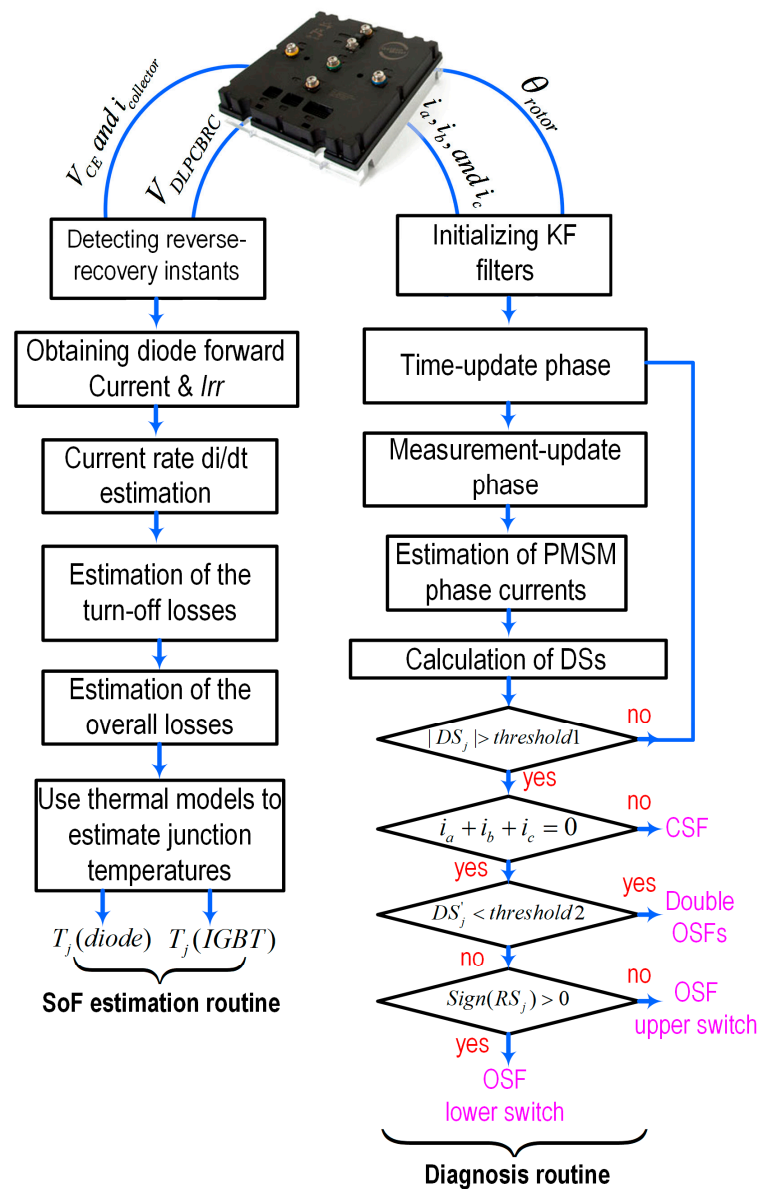 V_CE and i_collector
V_DLPCBRC
i_a, i_b, and i_c
θ_rotor
Detecting reverse-
recovery instants
Obtaining diode forward
Current & Irr
Current rate di/dt
estimation
Estimation of the
turn-off losses
Estimation of the
overall losses
Use thermal models to
estimate junction
temperatures
T_j(diode) T_j(IGBT)
SoF estimation routine
Initializing KF
filters
Time-update phase
Measurement-update
phase
Estimation of PMSM
phase currents
Calculation of DSs
|DS_j|>threshold1
no
yes
i_a + i_b + i_c = 0
no
CSF
yes
DS_j' < threshold 2
yes
Double
OSFs
no
Sign(RS_j) > 0
no
OSF
upper switch
yes
OSF
lower switch
Diagnosis routine